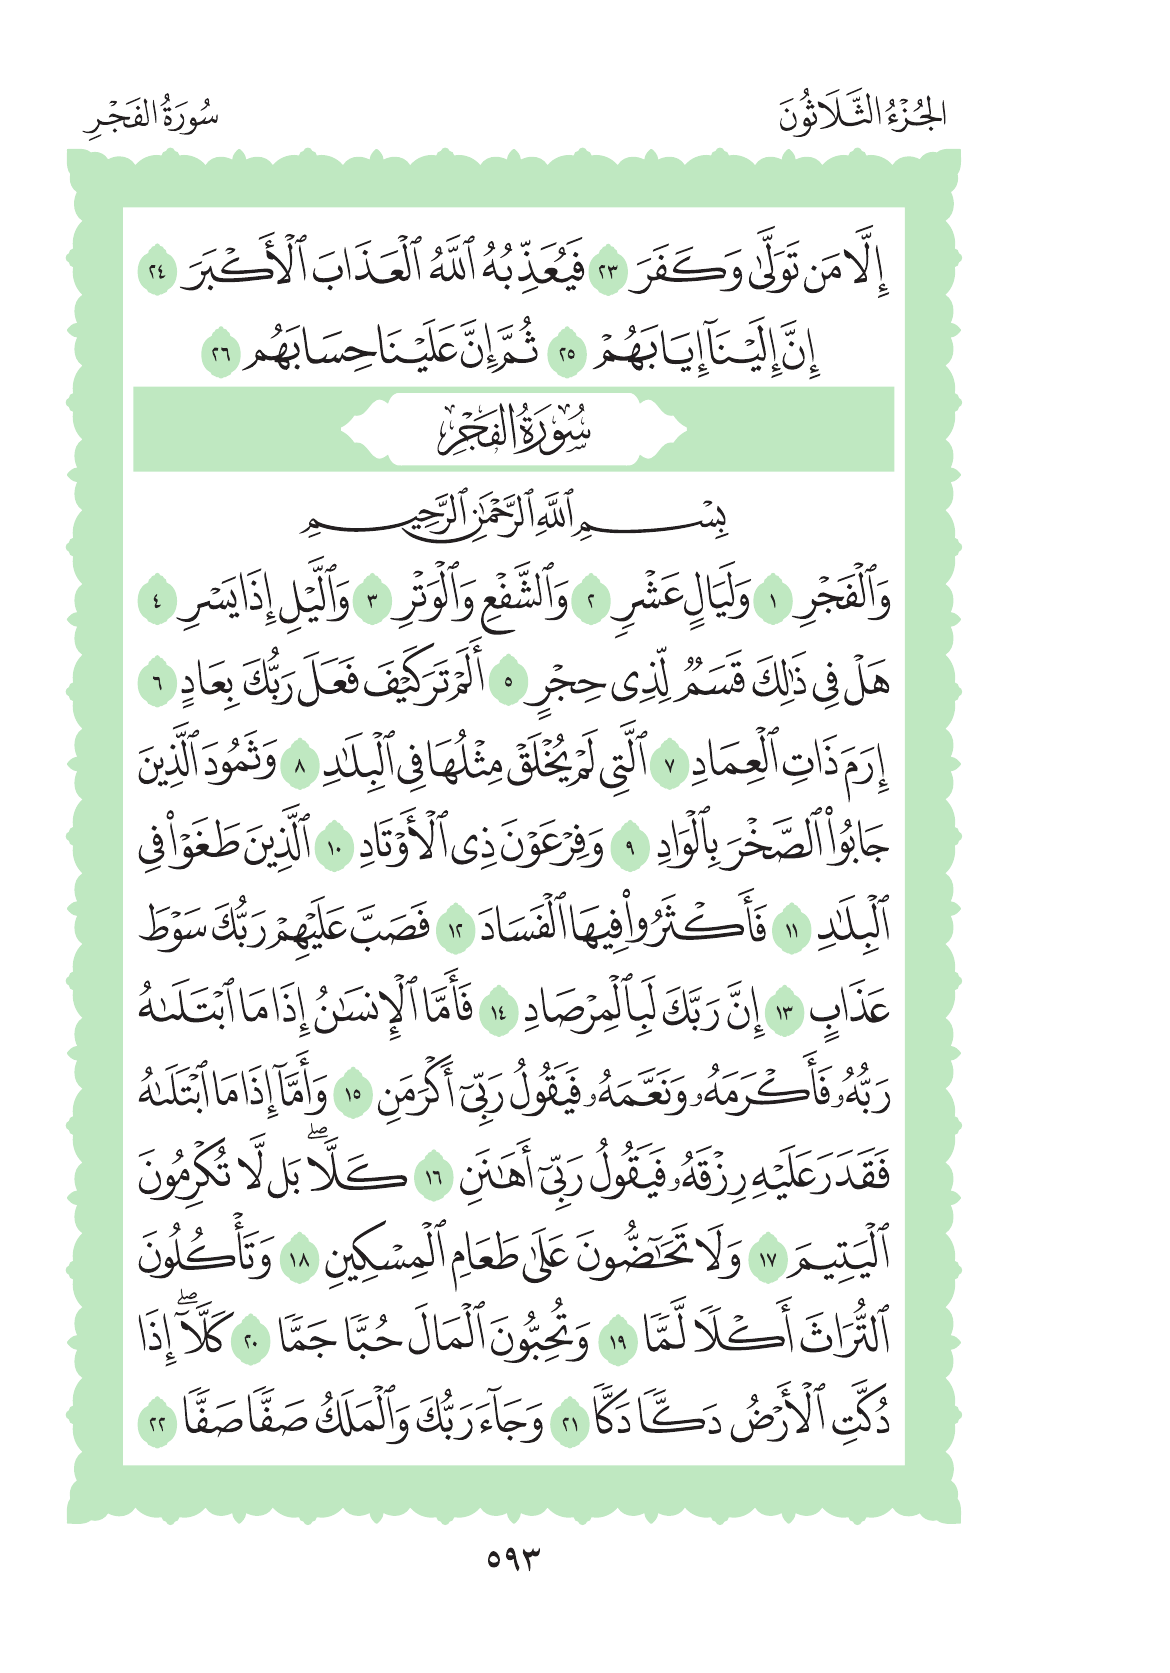 الجُزْءُ الثَّلَاثُونَ
سُورَةُ الفَجْرِ
إِلَّا مَن تَوَلَّىٰ وَكَفَرَ ٢٣ فَيُعَذِّبُهُ ٱللَّهُ ٱلْعَذَابَ ٱلْأَكْبَرَ ٢٤
إِنَّ إِلَيْنَآ إِيَابَهُمْ ٢٥ ثُمَّ إِنَّ عَلَيْنَا حِسَابَهُم ٢٦
سُورَةُ الفَجْرِ
بِسْمِ ٱللَّهِ ٱلرَّحْمَٰنِ ٱلرَّحِيمِ
وَٱلْفَجْرِ ١ وَلَيَالٍ عَشْرٍ ٢ وَٱلشَّفْعِ وَٱلْوَتْرِ ٣ وَٱلَّيْلِ إِذَا يَسْرِ ٤
هَلْ فِى ذَٰلِكَ قَسَمٌ لِّذِى حِجْرٍ ٥ أَلَمْ تَرَ كَيْفَ فَعَلَ رَبُّكَ بِعَادٍ ٦
إِرَمَ ذَاتِ ٱلْعِمَادِ ٧ ٱلَّتِى لَمْ يُخْلَقْ مِثْلُهَا فِى ٱلْبِلَٰدِ ٨ وَثَمُودَ ٱلَّذِينَ
جَابُوا۟ ٱلصَّخْرَ بِٱلْوَادِ ٩ وَفِرْعَوْنَ ذِى ٱلْأَوْتَادِ ١٠ ٱلَّذِينَ طَغَوْا۟ فِى
ٱلْبِلَٰدِ ١١ فَأَكْثَرُوا۟ فِيهَا ٱلْفَسَادَ ١٢ فَصَبَّ عَلَيْهِمْ رَبُّكَ سَوْطَ
عَذَابٍ ١٣ إِنَّ رَبَّكَ لَبِٱلْمِرْصَادِ ١٤ فَأَمَّا ٱلْإِنسَٰنُ إِذَا مَا ٱبْتَلَىٰهُ
رَبُّهُۥ فَأَكْرَمَهُۥ وَنَعَّمَهُۥ فَيَقُولُ رَبِّىٓ أَكْرَمَنِ ١٥ وَأَمَّآ إِذَا مَا ٱبْتَلَىٰهُ
فَقَدَرَ عَلَيْهِ رِزْقَهُۥ فَيَقُولُ رَبِّىٓ أَهَٰنَنِ ١٦ كَلَّا ۖ بَل لَّا تُكْرِمُونَ
ٱلْيَتِيمَ ١٧ وَلَا تَحَٰٓضُّونَ عَلَىٰ طَعَامِ ٱلْمِسْكِينِ ١٨ وَتَأْكُلُونَ
ٱلتُّرَاثَ أَكْلًا لَّمًّا ١٩ وَتُحِبُّونَ ٱلْمَالَ حُبًّا جَمًّا ٢٠ كَلَّآ ۖ إِذَا
دُكَّتِ ٱلْأَرْضُ دَكًّا دَكًّا ٢١ وَجَآءَ رَبُّكَ وَٱلْمَلَكُ صَفًّا صَفًّا ٢٢
٥٩٣